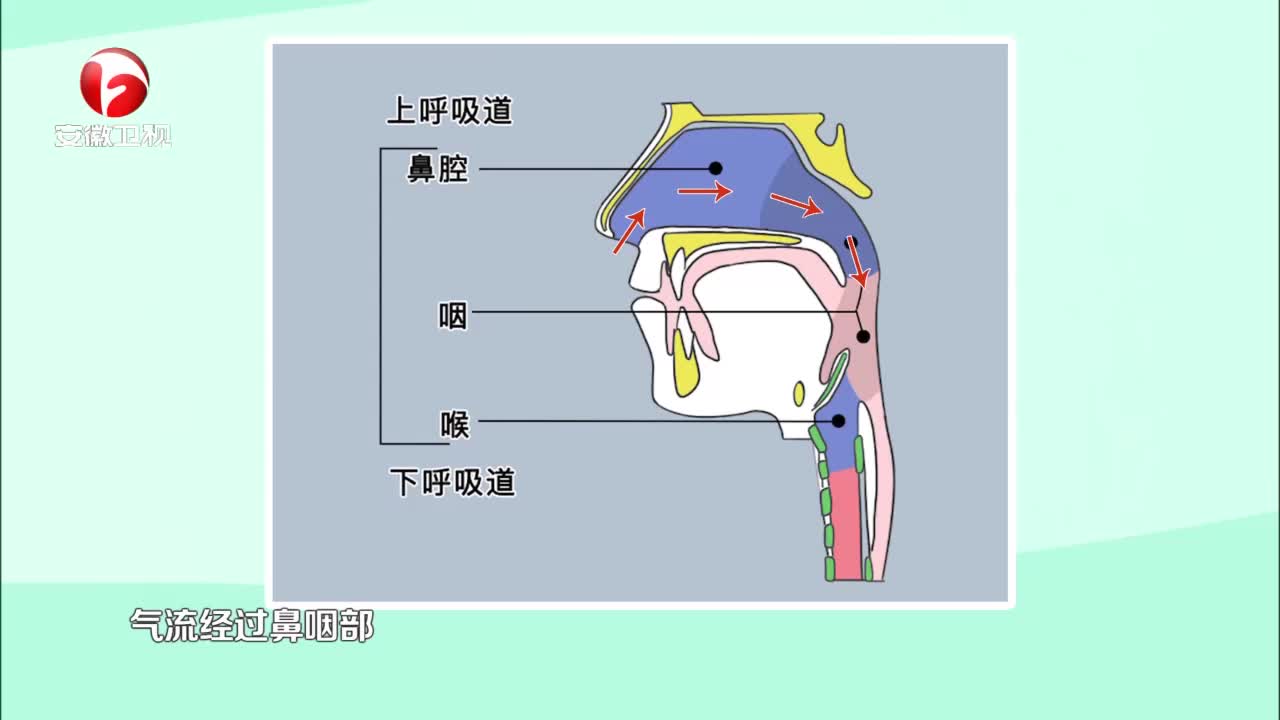 安徽卫视
上呼吸道
鼻腔
咽
喉
下呼吸道
气流经过鼻咽部